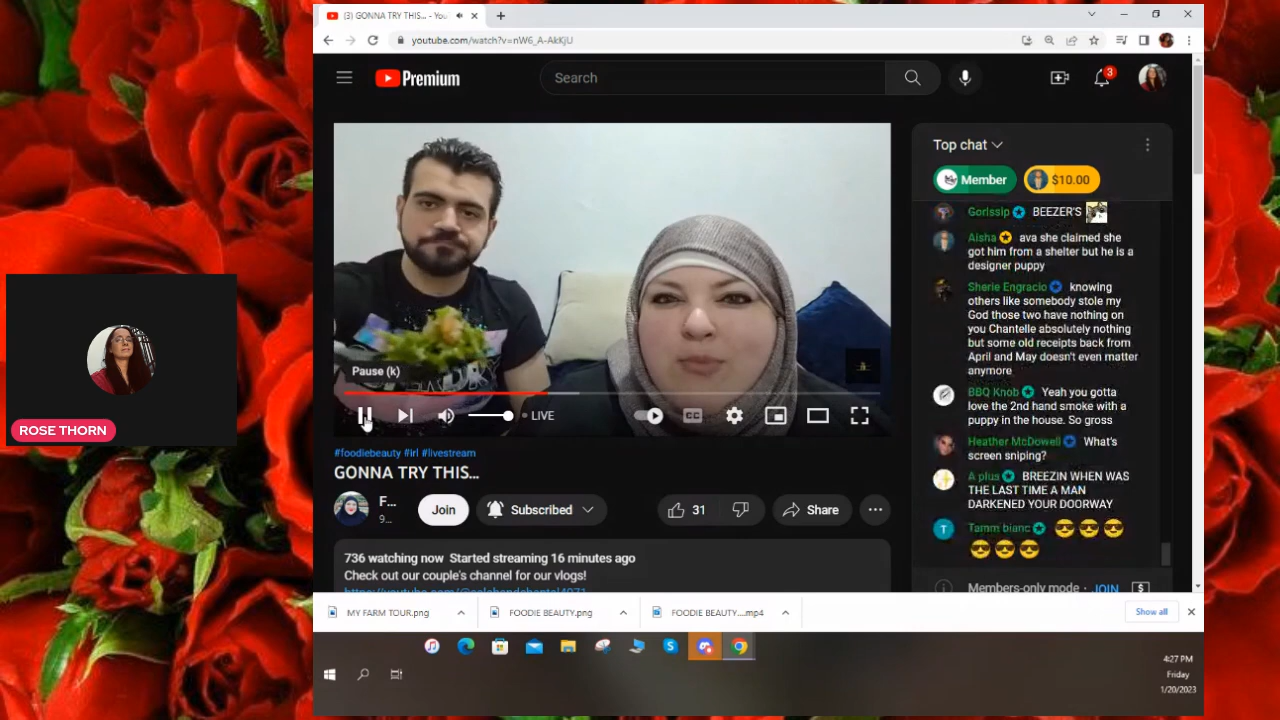 (3) GONNA TRY THIS... - You
youtube.com/watch?v=nW6_A-AkKjU
Premium
Search
3
Top chat
Member
$10.00
Gorlssip BEEZER'S
Aisha ava she claimed she
got him from a shelter but he is a
designer puppy
Sherie Engracio knowing
others like somebody stole my
God those two have nothing on
you Chantelle absolutely nothing
but some old receipts back from
April and May doesn't even matter
anymore
BBQ Knob Yeah you gotta
love the 2nd hand smoke with a
puppy in the house. So gross
Heather McDowell What's
screen sniping?
A plus BREEZIN WHEN WAS
THE LAST TIME A MAN
DARKENED YOUR DOORWAY
T Tamm bianc
Members-only mode · JOIN
Pause (k)
LIVE
CC
#foodiebeauty #irl #livestream
GONNA TRY THIS...
F...
9...
Join
Subscribed
31
Share
736 watching now Started streaming 16 minutes ago
Check out our couple's channel for our vlogs!
ROSE THORN
MY FARM TOUR.png
FOODIE BEAUTY.png
FOODIE BEAUTY....mp4
Show all
4:27 PM
Friday
1/20/2023